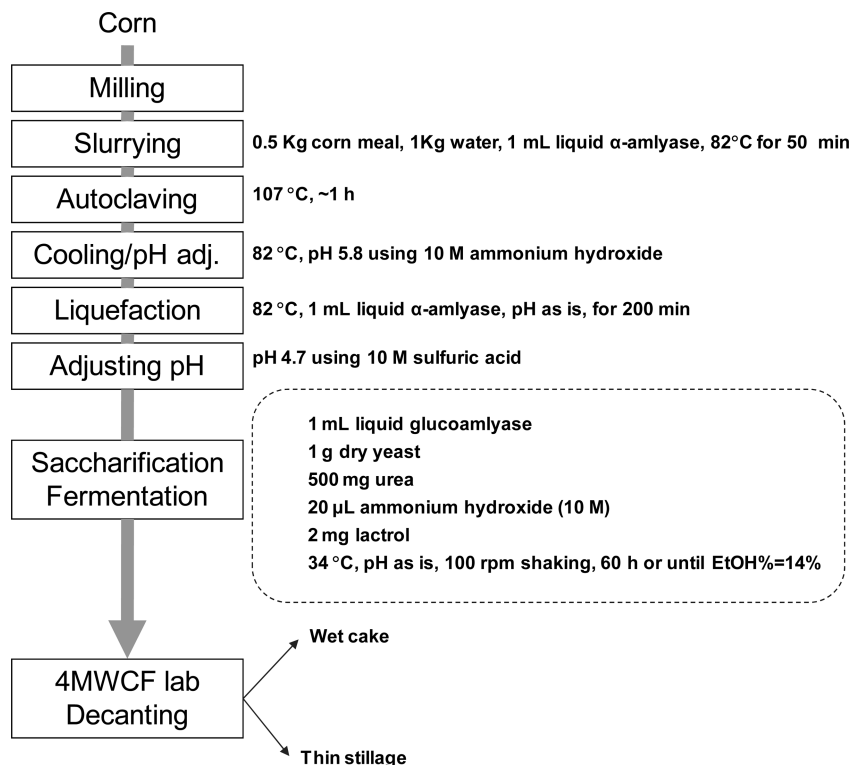 Corn
Milling
Slurrying
0.5 Kg corn meal, 1Kg water, 1 mL liquid α-amlyase, 82°C for 50 min
Autoclaving
107 °C, ~1 h
Cooling/pH adj.
82 °C, pH 5.8 using 10 M ammonium hydroxide
Liquefaction
82 °C, 1 mL liquid α-amlyase, pH as is, for 200 min
Adjusting pH
pH 4.7 using 10 M sulfuric acid
Saccharification
Fermentation
1 mL liquid glucoamlyase
1 g dry yeast
500 mg urea
20 µL ammonium hydroxide (10 M)
2 mg lactrol
34 °C, pH as is, 100 rpm shaking, 60 h or until EtOH%=14%
4MWCF lab
Decanting
Wet cake
Thin stillage